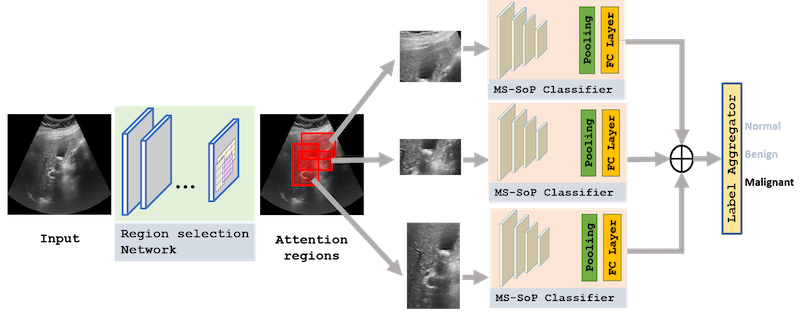 Input
Region selection
Network
...
Attention
regions
Pooling
FC Layer
MS-SoP Classifier
Pooling
FC Layer
MS-SoP Classifier
Pooling
FC Layer
MS-SoP Classifier
Label Aggregator
Normal
Benign
Malignant